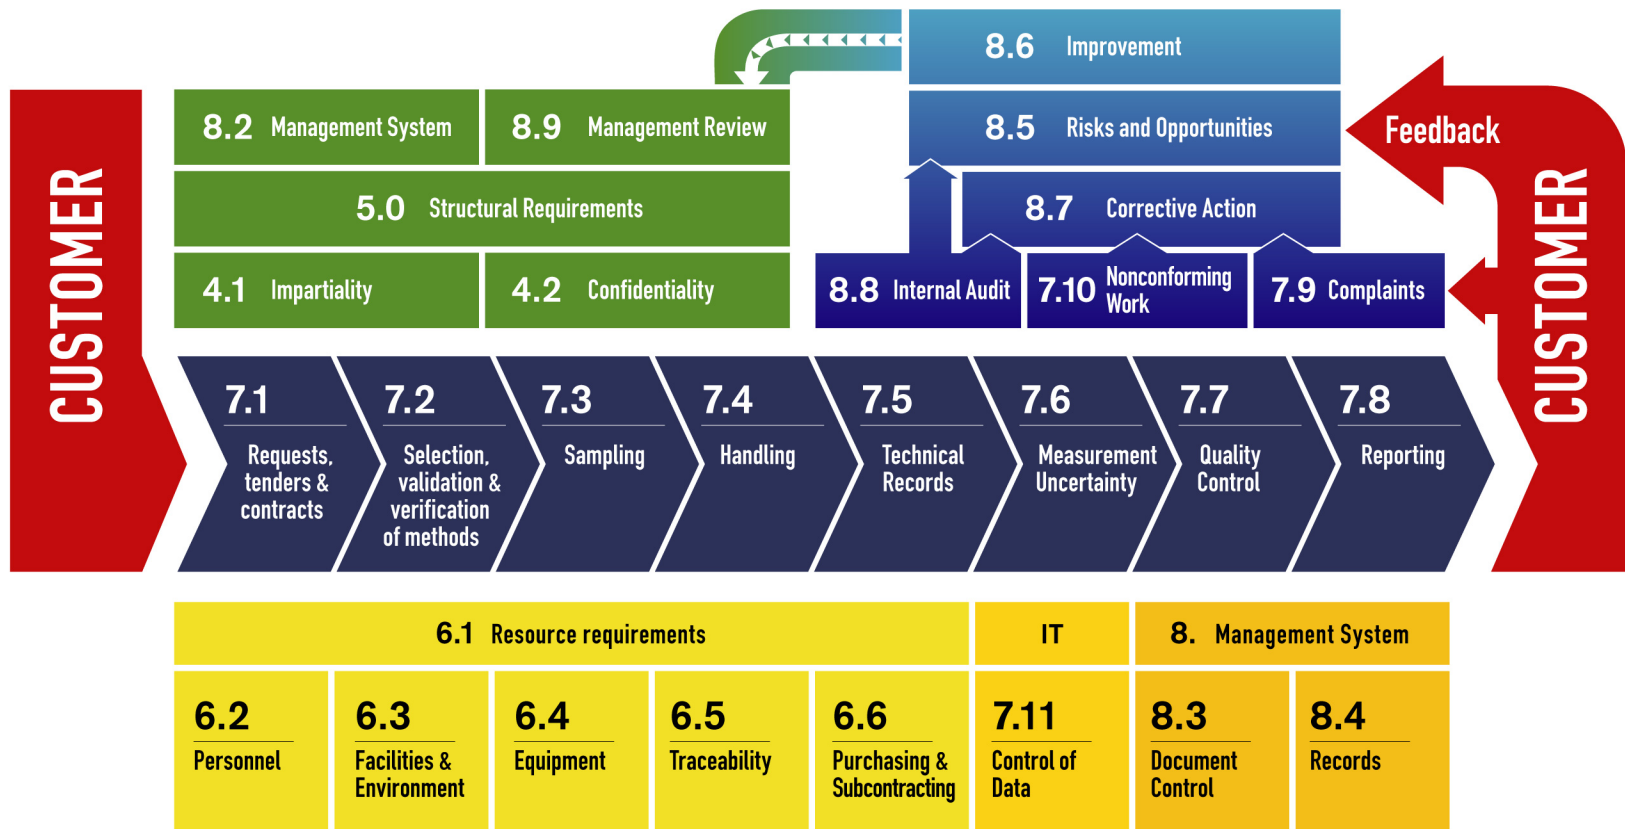 8.6 Improvement
8.2 Management System
8.9 Management Review
8.5 Risks and Opportunities
Feedback
CUSTOMER
5.0 Structural Requirements
8.7 Corrective Action
CUSTOMER
4.1 Impartiality
4.2 Confidentiality
8.8 Internal Audit
7.10 Nonconforming
Work
7.9 Complaints
7.1
Requests,
tenders &
contracts
7.2
Selection,
validation &
verification
of methods
7.3
Sampling
7.4
Handling
7.5
Technical
Records
7.6
Measurement
Uncertainty
7.7
Quality
Control
7.8
Reporting
6.1 Resource requirements
IT
8. Management System
6.2
Personnel
6.3
Facilities &
Environment
6.4
Equipment
6.5
Traceability
6.6
Purchasing &
Subcontracting
7.11
Control of
Data
8.3
Document
Control
8.4
Records